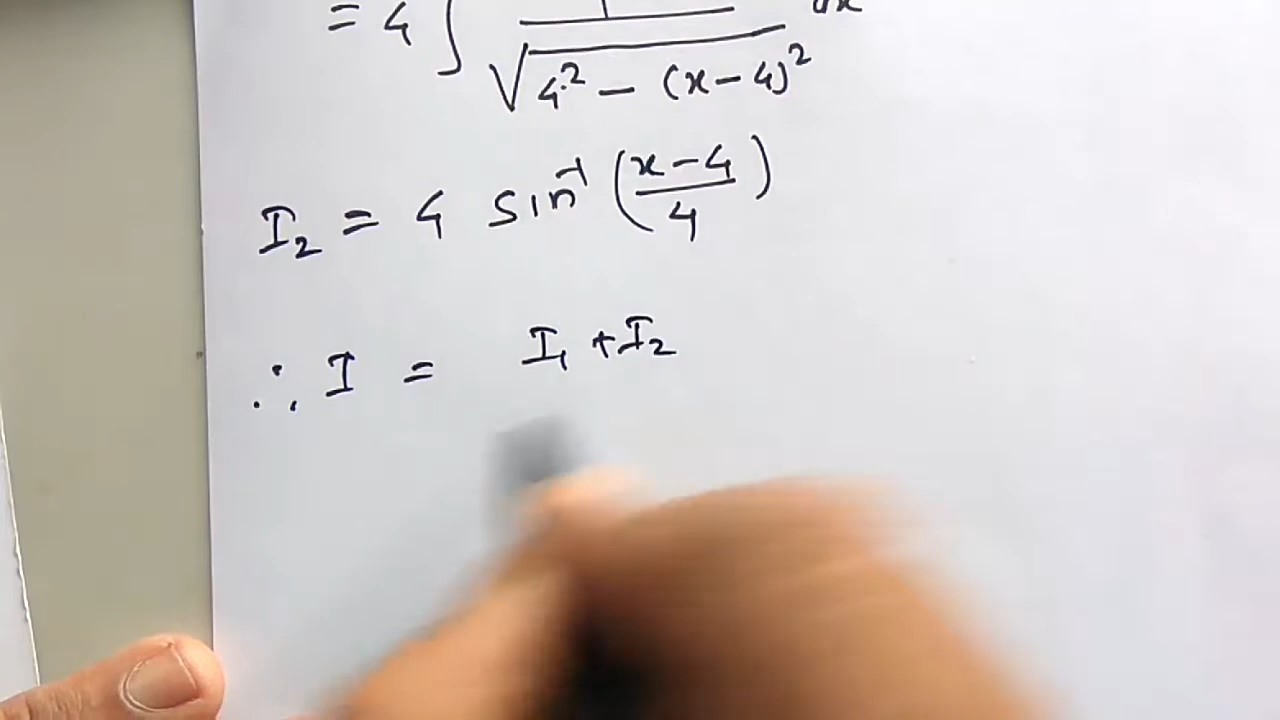 = 4 ∫ 1 / √(4² − (x − 4)²) dx
I₂ = 4 sin⁻¹ ((x − 4) / 4)
∴ I = I₁ + I₂